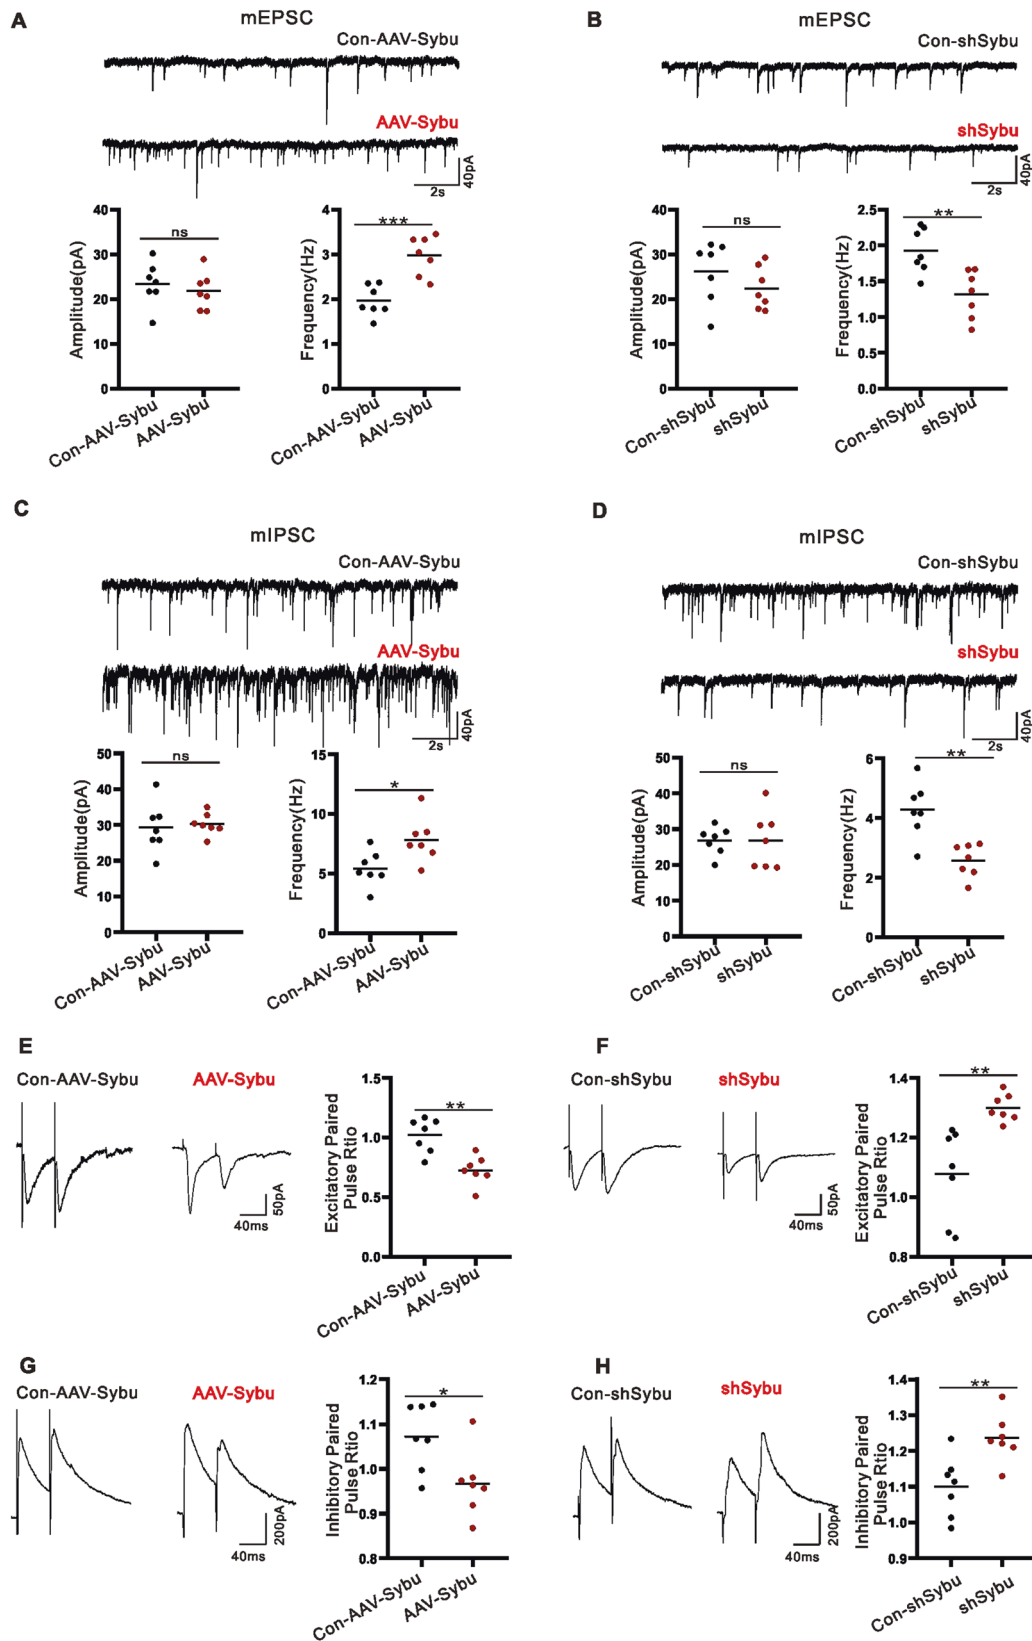 A
mEPSC
Con-AAV-Sybu
AAV-Sybu
40pA
2s
Amplitude(pA)
40
30
20
10
0
ns
Con-AAV-Sybu
AAV-Sybu
Frequency(Hz)
4
3
2
1
0
***
Con-AAV-Sybu
AAV-Sybu
B
mEPSC
Con-shSybu
shSybu
40pA
2s
Amplitude(pA)
40
30
20
10
0
ns
Con-shSybu
shSybu
Frequency(Hz)
2.5
2.0
1.5
1.0
0.5
0.0
**
Con-shSybu
shSybu
C
mIPSC
Con-AAV-Sybu
AAV-Sybu
40pA
2s
Amplitude(pA)
50
40
30
20
10
0
ns
Con-AAV-Sybu
AAV-Sybu
Frequency(Hz)
15
10
5
0
*
Con-AAV-Sybu
AAV-Sybu
D
mIPSC
Con-shSybu
shSybu
40pA
2s
Amplitude(pA)
50
40
30
20
10
0
ns
Con-shSybu
shSybu
Frequency(Hz)
6
4
2
0
**
Con-shSybu
shSybu
E
Con-AAV-Sybu
AAV-Sybu
50pA
40ms
Excitatory Paired
Pulse Rtio
1.5
1.0
0.5
0.0
**
Con-AAV-Sybu
AAV-Sybu
F
Con-shSybu
shSybu
50pA
40ms
Excitatory Paired
Pulse Rtio
1.4
1.2
1.0
0.8
**
Con-shSybu
shSybu
G
Con-AAV-Sybu
AAV-Sybu
200pA
40ms
Inhibitory Paired
Pulse Rtio
1.2
1.1
1.0
0.9
0.8
*
Con-AAV-Sybu
AAV-Sybu
H
Con-shSybu
shSybu
200pA
40ms
Inhibitory Paired
Pulse Rtio
1.4
1.3
1.2
1.1
1.0
0.9
**
Con-shSybu
shSybu